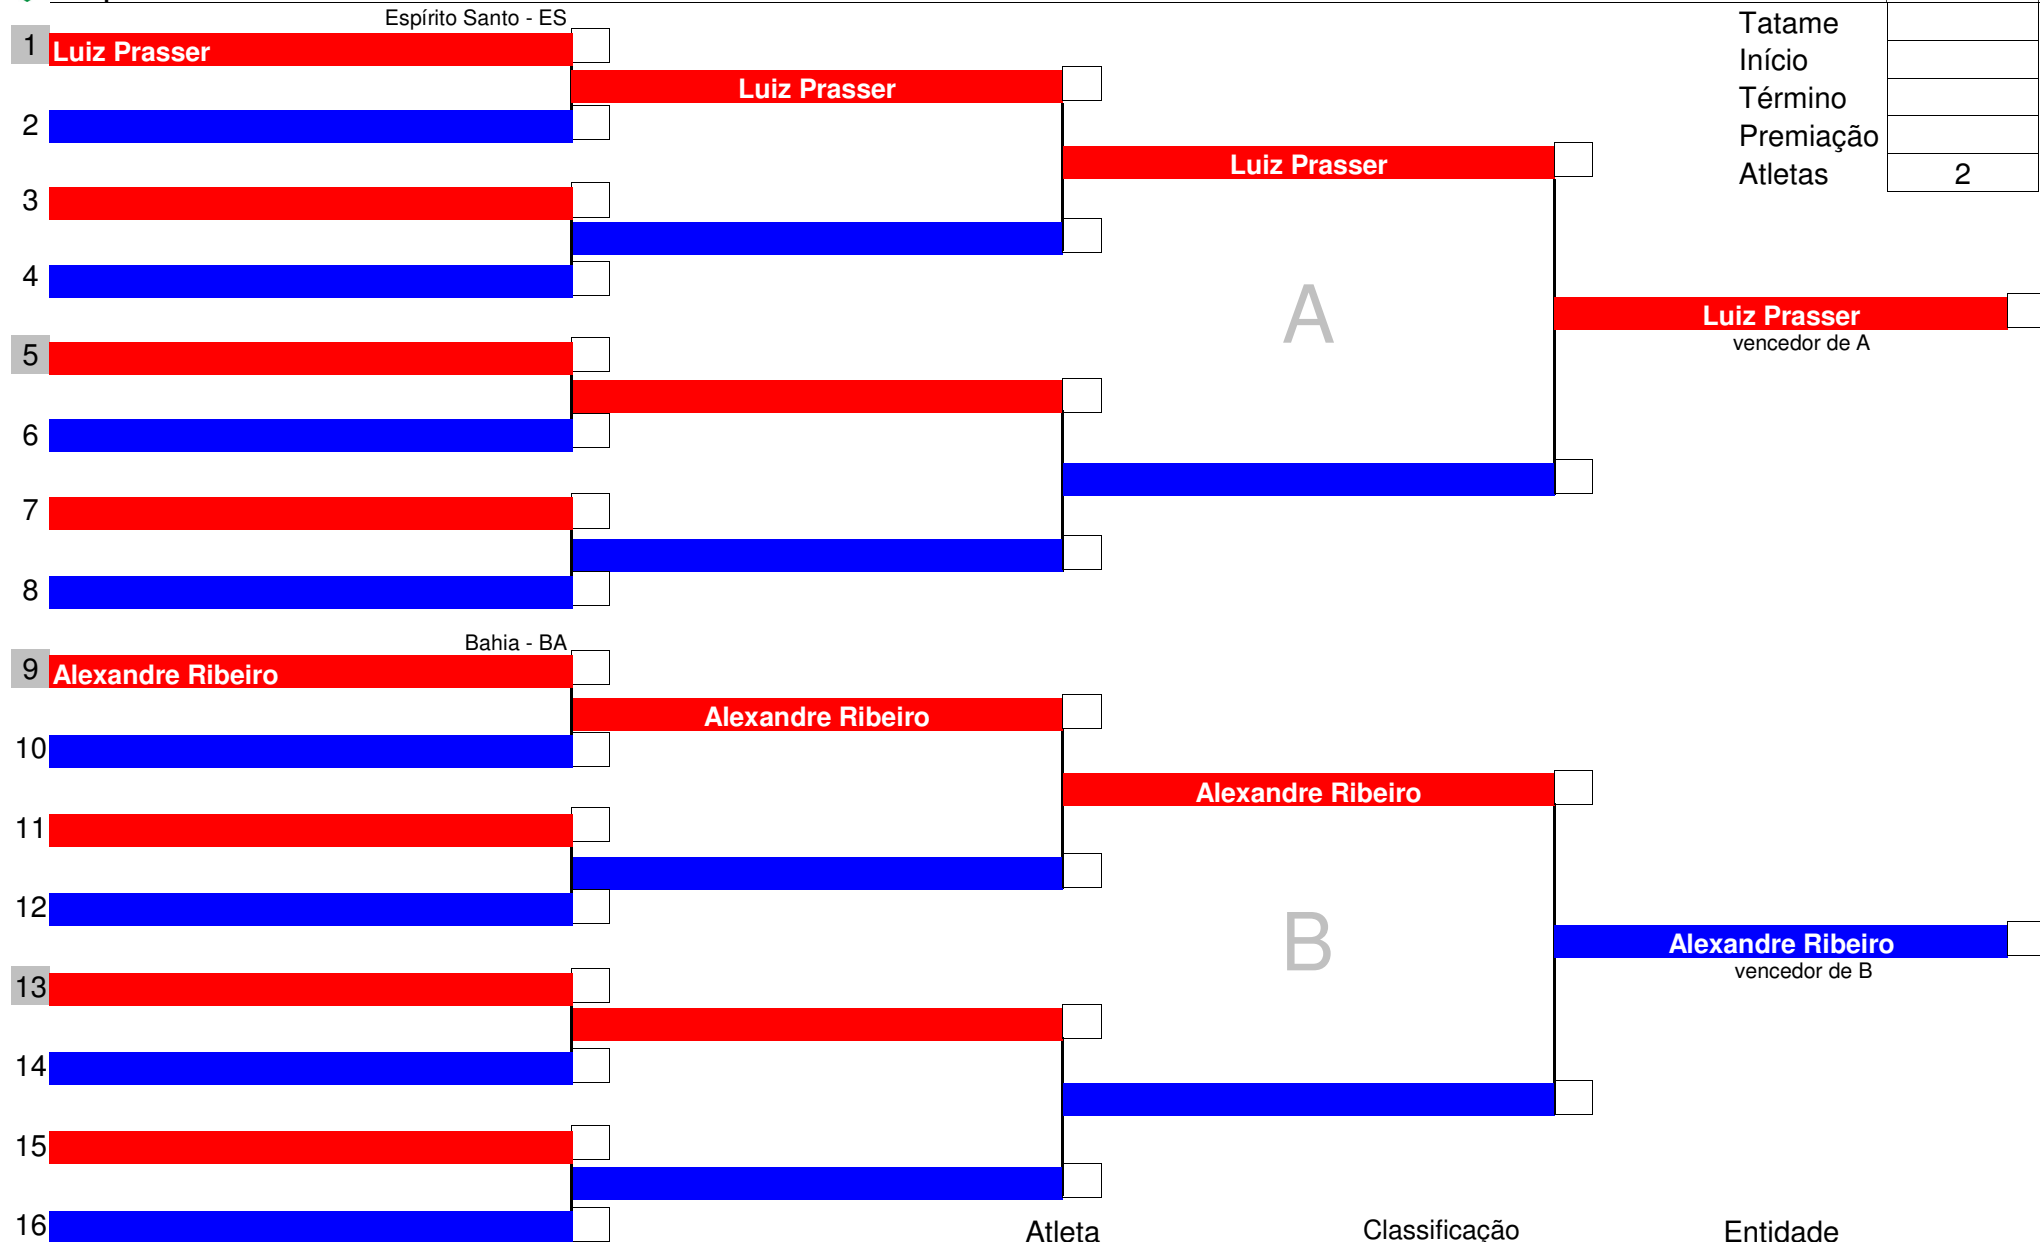 Espírito Santo - ES
Tatame
1 Luiz Prasser
Início
Luiz Prasser
Término
2
Premiação
Luiz Prasser
Atletas 2
3
4
A
Luiz Prasser
vencedor de A
5
6
7
8
Bahia - BA
9 Alexandre Ribeiro
Alexandre Ribeiro
10
Alexandre Ribeiro
11
12
B
Alexandre Ribeiro
vencedor de B
13
14
15
16
Atleta Classificação Entidade